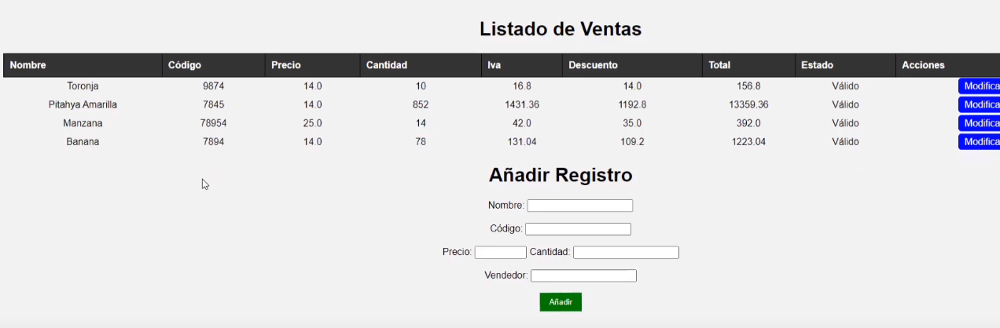 Listado de Ventas
Nombre Código Precio Cantidad Iva Descuento Total Estado Acciones
Toronja 9874 14.0 10 16.8 14.0 156.8 Válido Modifica
Pitahya Amarilla 7845 14.0 852 1431.36 1192.8 13359.36 Válido Modifica
Manzana 78954 25.0 14 42.0 35.0 392.0 Válido Modifica
Banana 7894 14.0 78 131.04 109.2 1223.04 Válido Modifica
Añadir Registro
Nombre:
Código:
Precio: Cantidad:
Vendedor:
Añadir